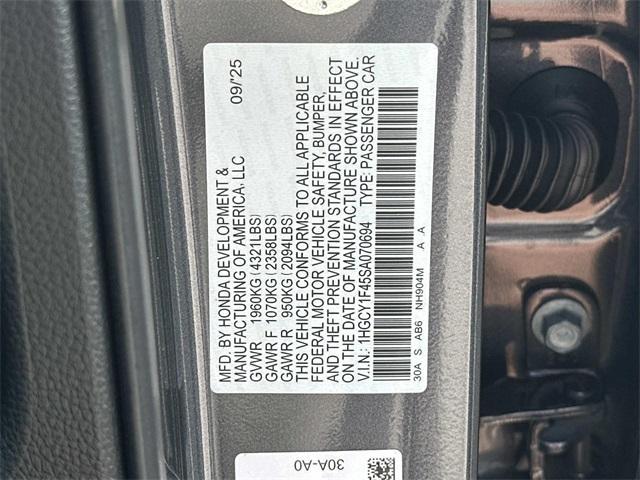 MFD. BY HONDA DEVELOPMENT & 09/'25
MANUFACTURING OF AMERICA, LLC
GVWR 1960KG (4321LBS)
GAWR F 1070KG (2358LBS)
GAWR R 950KG (2094LBS)
THIS VEHICLE CONFORMS TO ALL APPLICABLE
FEDERAL MOTOR VEHICLE SAFETY, BUMPER,
AND THEFT PREVENTION STANDARDS IN EFFECT
ON THE DATE OF MANUFACTURE SHOWN ABOVE.
V.I.N.: 1HGCY1F45SA070694 TYPE: PASSENGER CAR
30A S AB6 NH904M A A
30A-A0